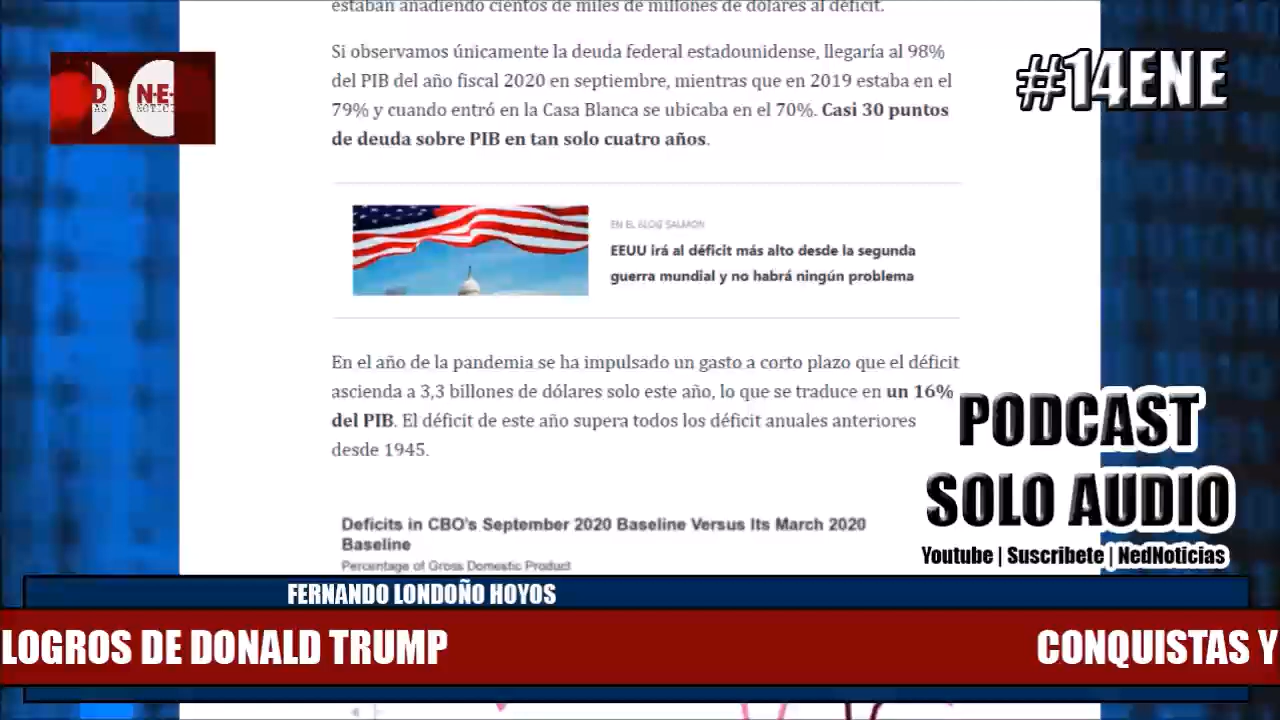 estaban añadiendo cientos de miles de millones de dólares al déficit.
Si observamos únicamente la deuda federal estadounidense, llegaría al 98%
del PIB del año fiscal 2020 en septiembre, mientras que en 2019 estaba en el
79% y cuando entró en la Casa Blanca se ubicaba en el 70%. Casi 30 puntos
de deuda sobre PIB en tan solo cuatro años.
#14ENE
EN EL BLOG SALMON
EEUU irá al déficit más alto desde la segunda
guerra mundial y no habrá ningún problema
En el año de la pandemia se ha impulsado un gasto a corto plazo que el déficit
ascienda a 3,3 billones de dólares solo este año, lo que se traduce en un 16%
del PIB. El déficit de este año supera todos los déficit anuales anteriores
desde 1945.
PODCAST
SOLO AUDIO
Youtube | Suscribete | NedNoticias
Deficits in CBO's September 2020 Baseline Versus Its March 2020
Baseline
Percentage of Gross Domestic Product
FERNANDO LONDOÑO HOYOS
LOGROS DE DONALD TRUMP
CONQUISTAS Y